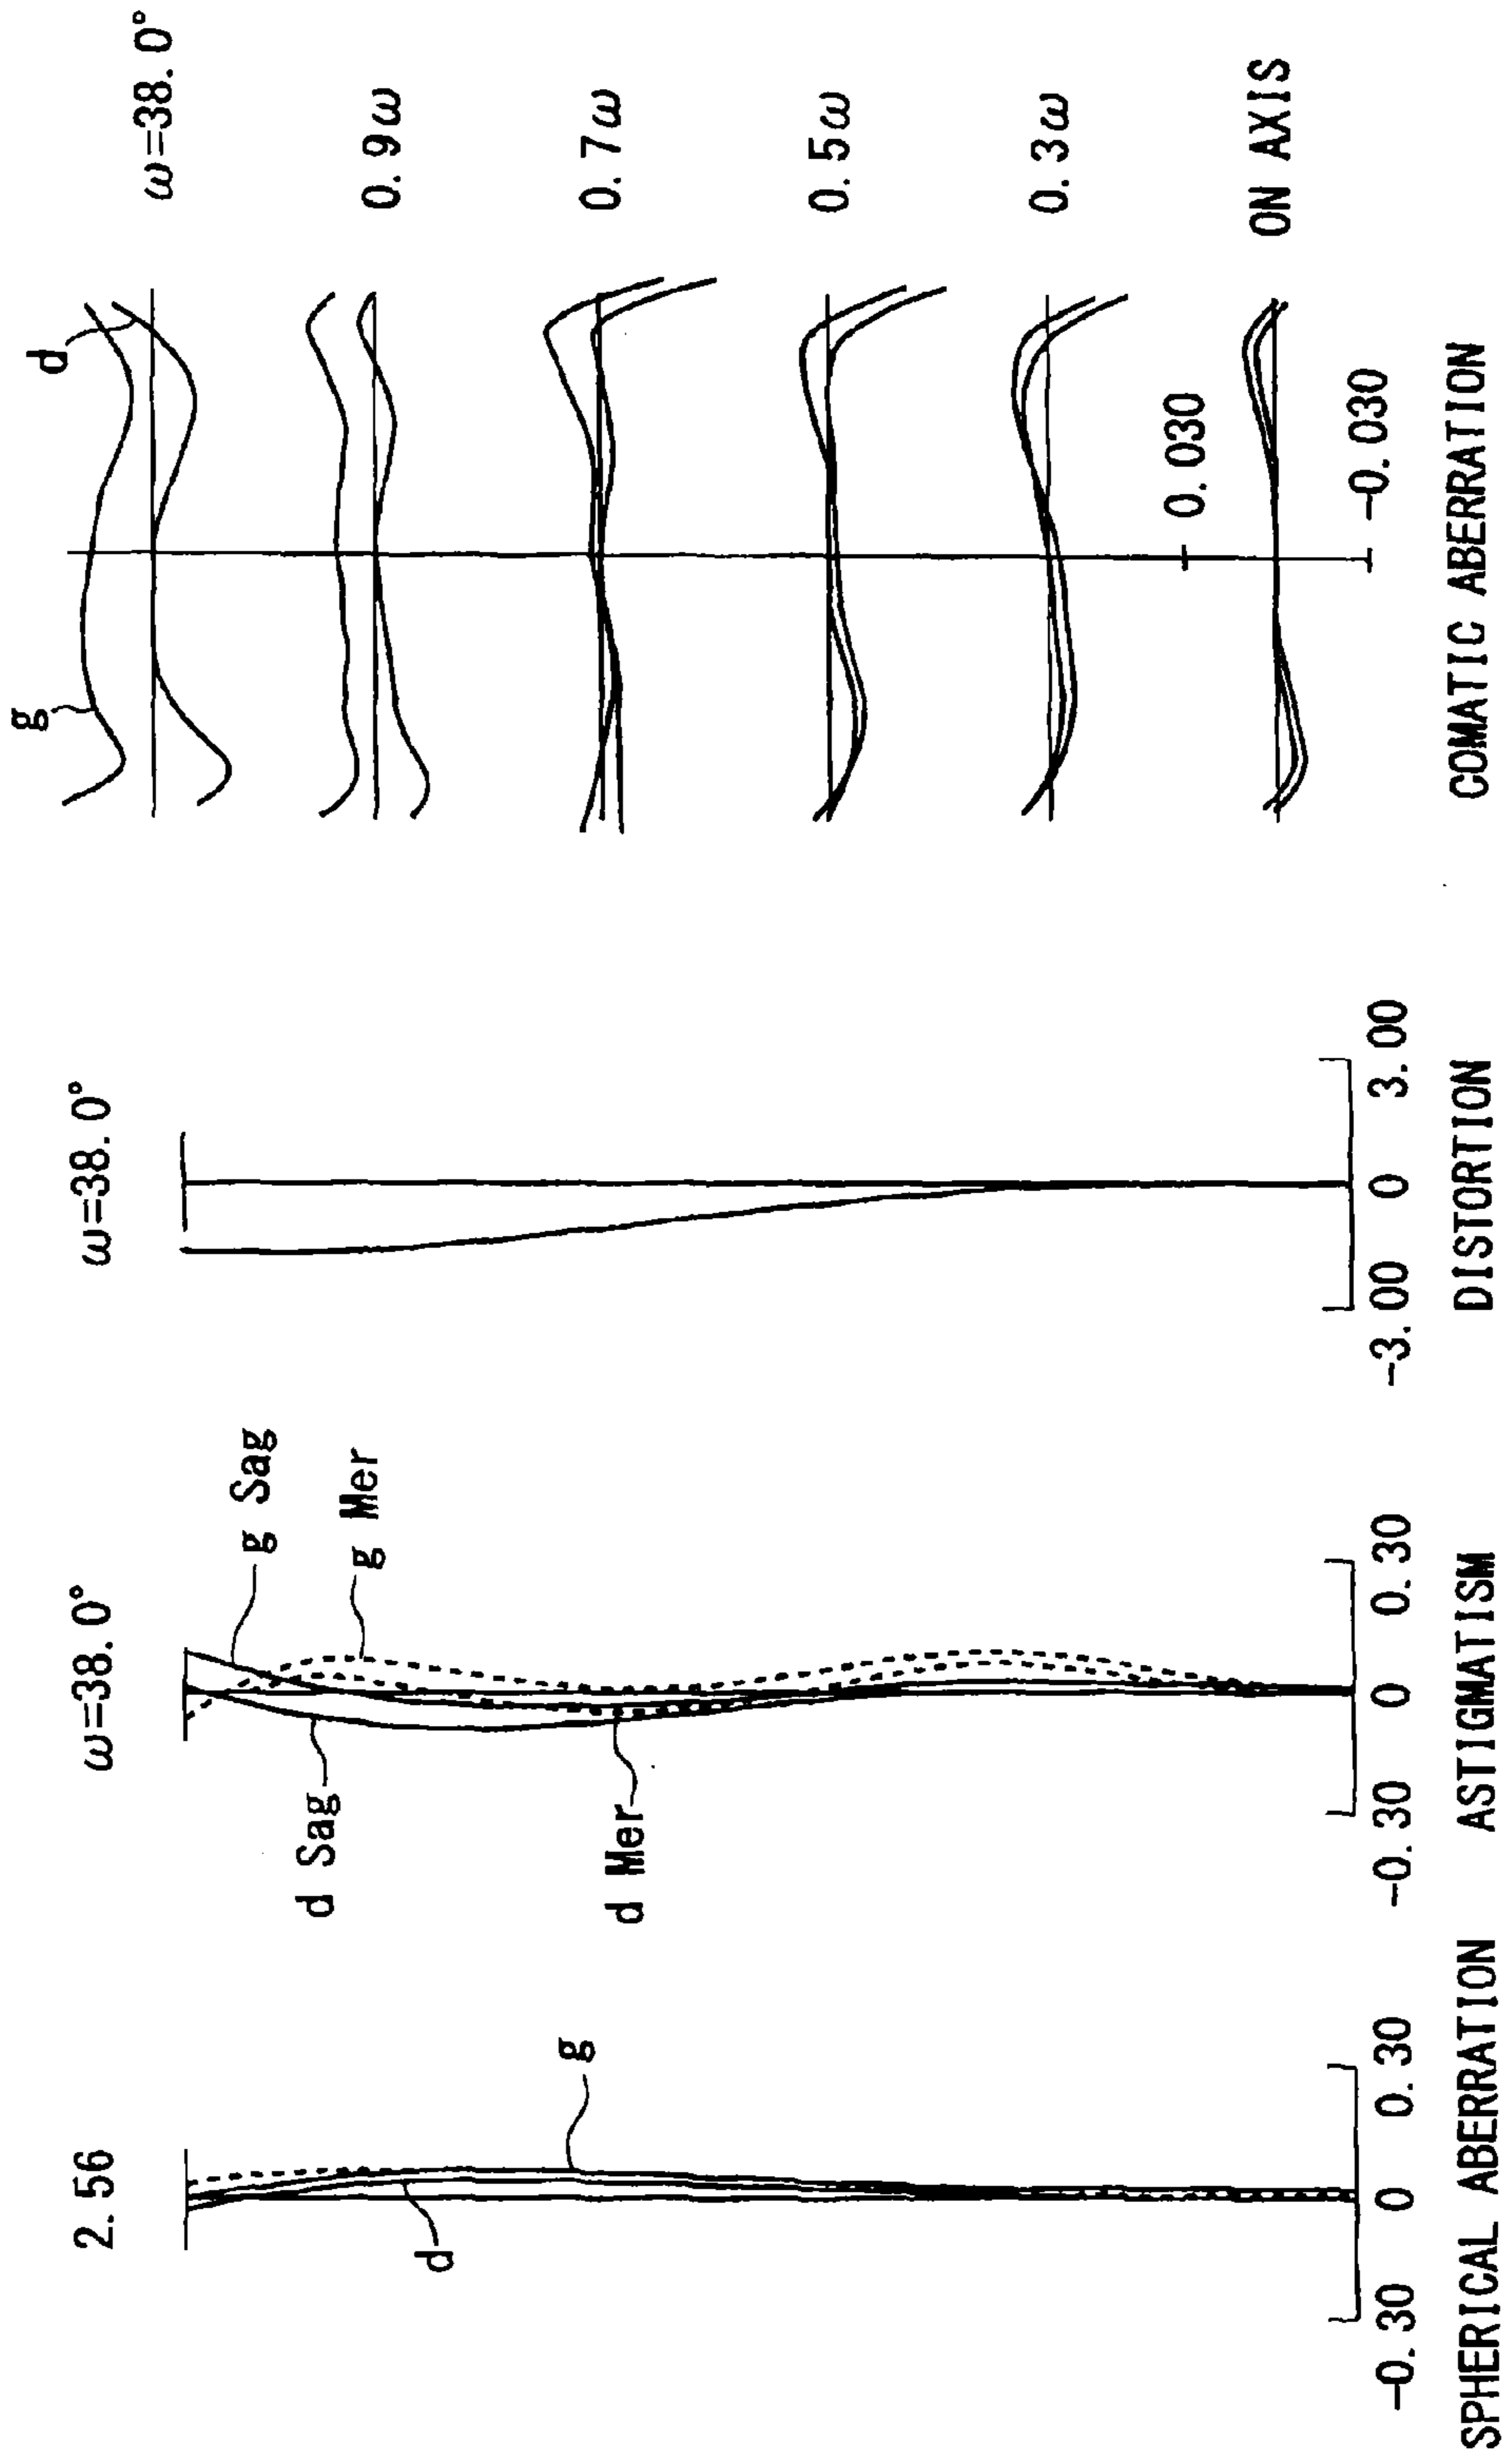 2. 56
d
g
-0. 30
0
0. 30
SPHERICAL ABERRATION
ω=38. 0°
g Sag
g Mer
d Sag
d Mer
-0. 30
0
0. 30
ASTIGMATISM
ω=38. 0°
-3. 00
0
3. 00
DISTORTION
g
d
ω=38. 0°
0. 9ω
0. 7ω
0. 5ω
0. 3ω
0. 030
ON AXIS
-0. 030
COMATIC ABERRATION